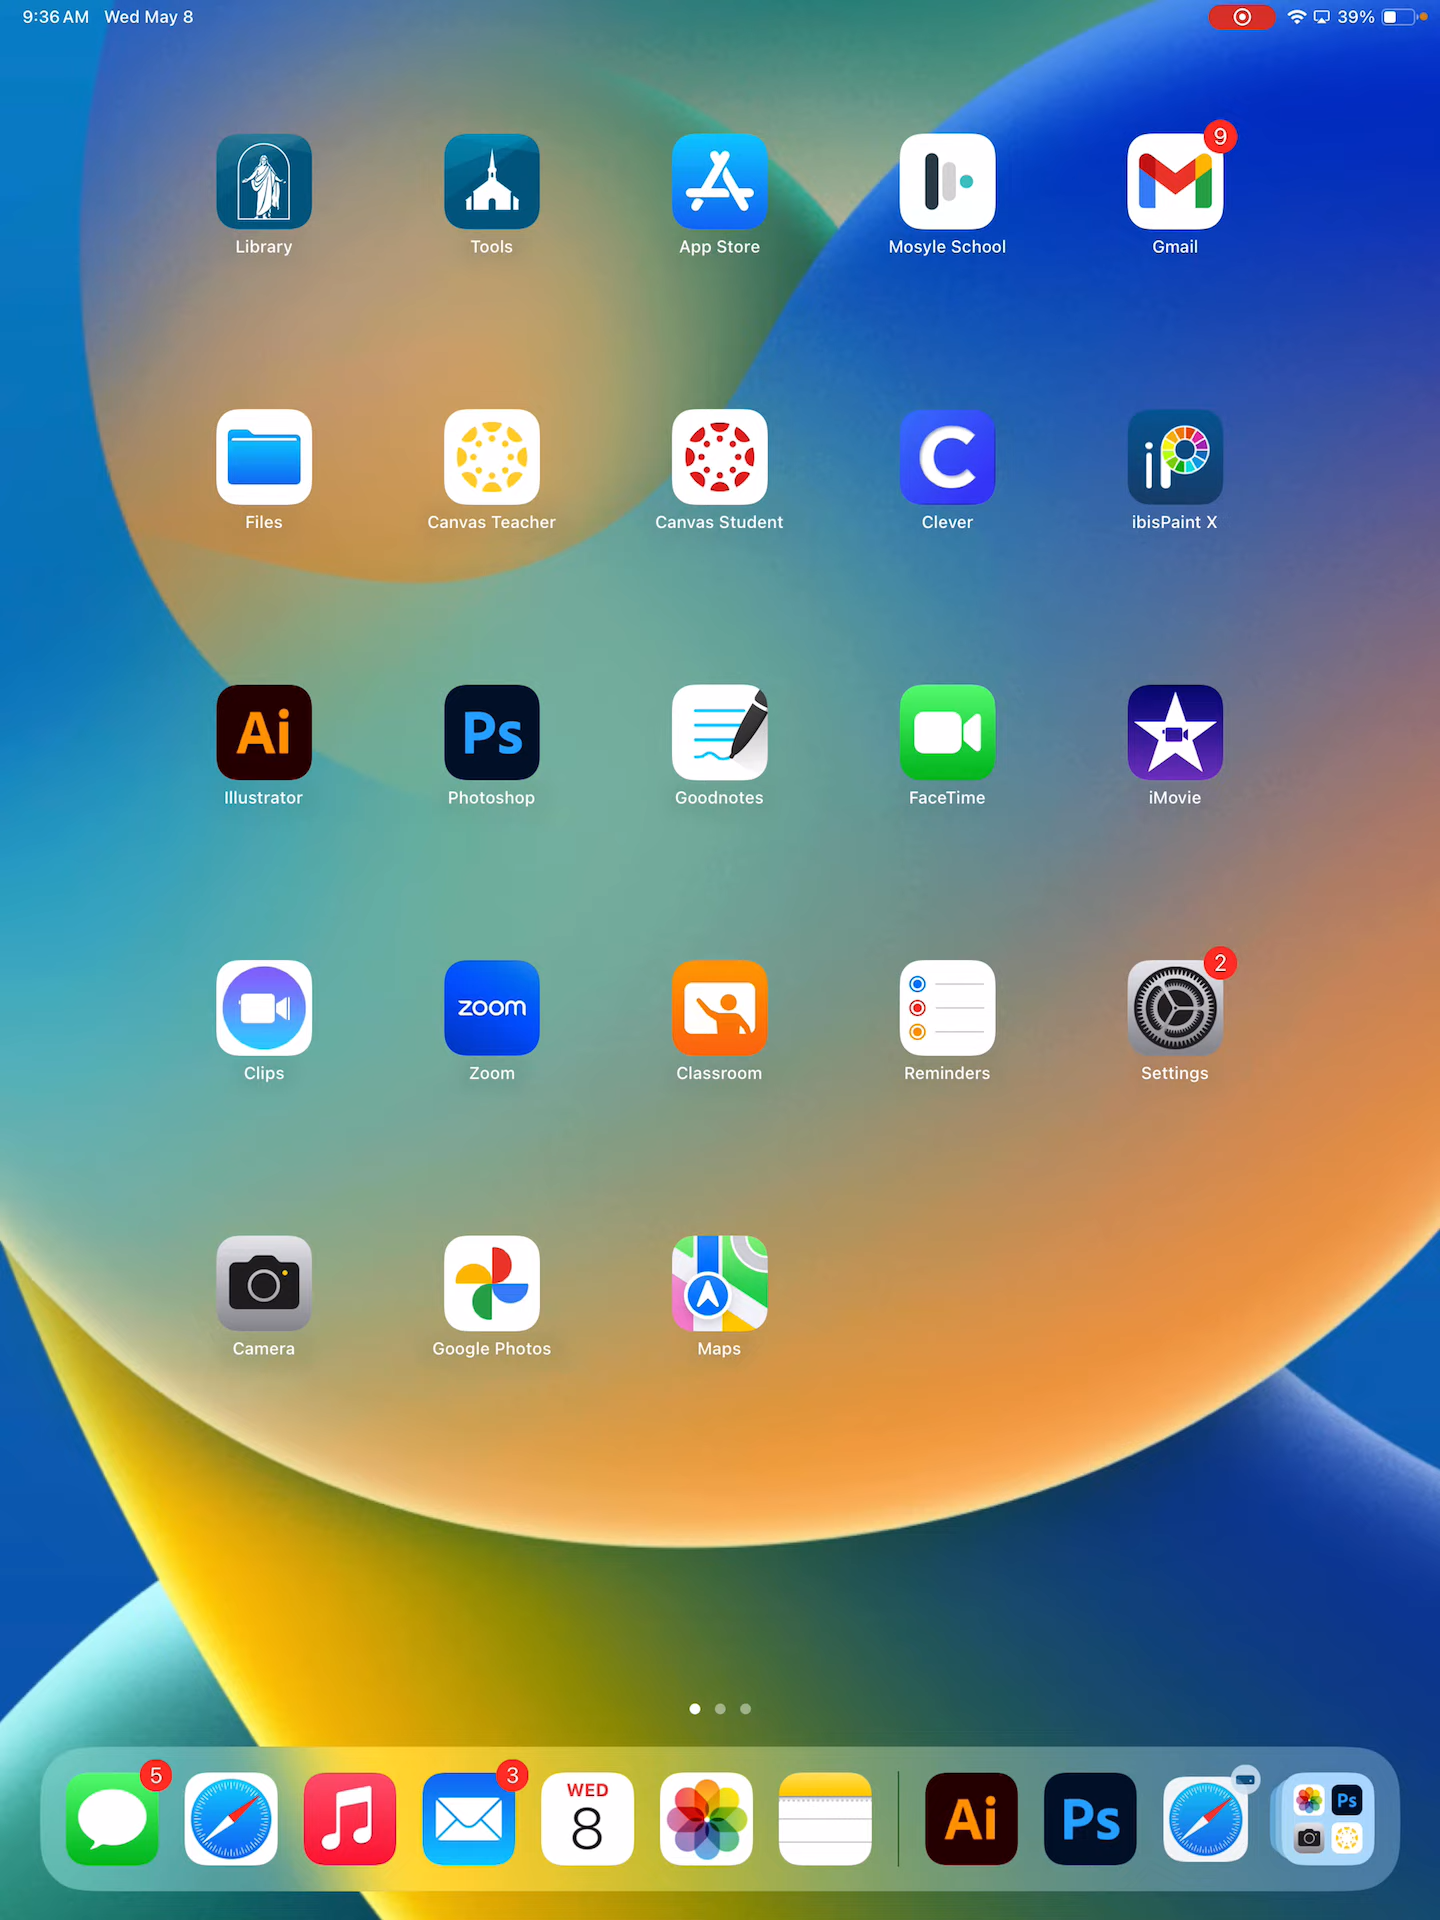 9:36 AM Wed May 8
39%
9
Library
Tools
App Store
Mosyle School
Gmail
C
iP
Files
Canvas Teacher
Canvas Student
Clever
ibisPaint X
Ai
Ps
Illustrator
Photoshop
Goodnotes
FaceTime
iMovie
zoom
2
Clips
Zoom
Classroom
Reminders
Settings
Camera
Google Photos
Maps
5
3
WED
8
Ai
Ps
Ps